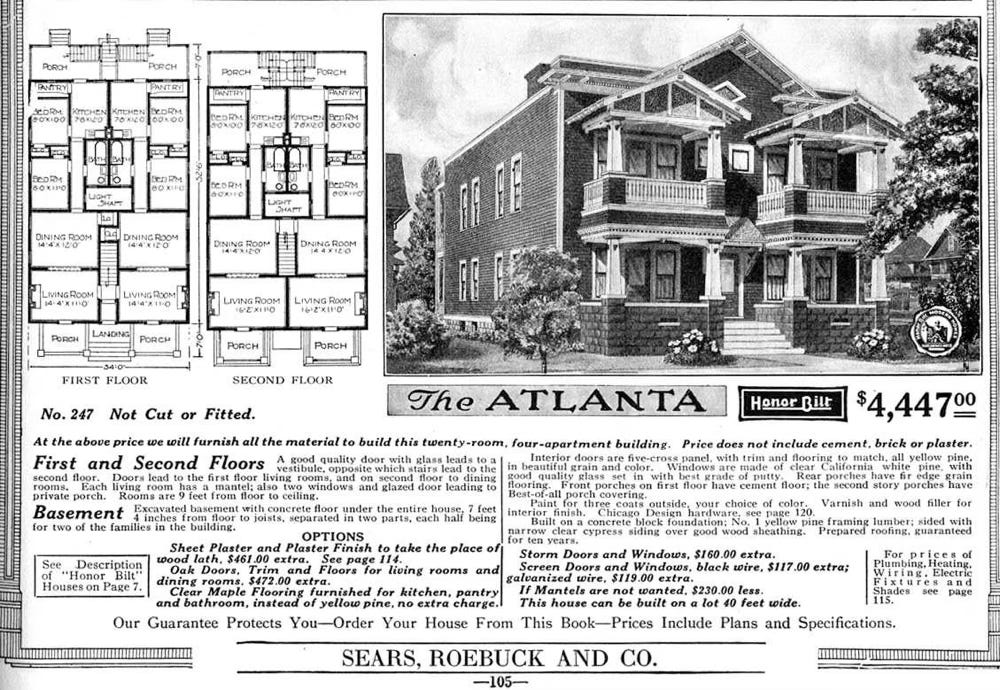 PORCH PORCH
PANTRY PANTRY
BED RM. 8'0"X10'0" KITCHEN 7'6"X12'0" KITCHEN 7'6"X12'0" BED RM. 8'0"X10'0"
BATH BATH
BED RM. 8'0"X11'0" BED RM. 8'0"X11'0"
LIGHT SHAFT
CLO. CLO.
DINING ROOM 14'4"X12'0" DINING ROOM 14'4"X12'0"
LIVING ROOM 14'4"X11'0" LIVING ROOM 14'4"X11'0"
PORCH LANDING PORCH
34'0"
7'-0"
52'6"
7'-0"
FIRST FLOOR
PORCH PORCH
PANTRY PANTRY
BED RM. 8'0"X10'0" KITCHEN 7'6"X12'0" KITCHEN 7'6"X12'0" BED RM. 8'0"X10'0"
BATH BATH
BED RM. 8'0"X11'0" BED RM. 8'0"X11'0"
LIGHT SHAFT
DINING ROOM 14'4"X12'0" DINING ROOM 14'4"X12'0"
LIVING ROOM 16'2"X11'0" LIVING ROOM 16'2"X11'0"
PORCH PORCH
SECOND FLOOR
The ATLANTA
Honor Bilt
$4,447.00
No. 247 Not Cut or Fitted.
At the above price we will furnish all the material to build this twenty-room, four-apartment building. Price does not include cement, brick or plaster.
First and Second Floors A good quality door with glass leads to a
vestibule, opposite which stairs lead to the
second floor. Doors lead to the first floor living rooms, and on second floor to dining
rooms. Each living room has a mantel; also two windows and glazed door leading to
private porch. Rooms are 9 feet from floor to ceiling.
Basement Excavated basement with concrete floor under the entire house, 7 feet
4 inches from floor to joists, separated in two parts, each half being
for two of the families in the building.
See Description
of "Honor Bilt"
Houses on Page 7.
OPTIONS
Sheet Plaster and Plaster Finish to take the place of
wood lath, $461.00 extra. See page 114.
Oak Doors, Trim and Floors for living rooms and
dining rooms, $472.00 extra.
Clear Maple Flooring furnished for kitchen, pantry
and bathroom, instead of yellow pine, no extra charge.
Interior doors are five-cross panel, with trim and flooring to match, all yellow pine,
in beautiful grain and color. Windows are made of clear California white pine, with
good quality glass set in with best grade of putty. Rear porches have fir edge grain
flooring. Front porches on first floor have cement floor; the second story porches have
Best-of-all porch covering.
Paint for three coats outside, your choice of color. Varnish and wood filler for
interior finish. Chicago Design hardware, see page 120.
Built on a concrete block foundation; No. 1 yellow pine framing lumber; sided with
narrow clear cypress siding over good wood sheathing. Prepared roofing, guaranteed
for ten years.
Storm Doors and Windows, $160.00 extra.
Screen Doors and Windows, black wire, $117.00 extra;
galvanized wire, $119.00 extra.
If Mantels are not wanted, $230.00 less.
This house can be built on a lot 40 feet wide.
For prices of
Plumbing, Heating,
Wiring, Electric
Fixtures and
Shades see page
115.
Our Guarantee Protects You—Order Your House From This Book—Prices Include Plans and Specifications.
SEARS, ROEBUCK AND CO.
—105—